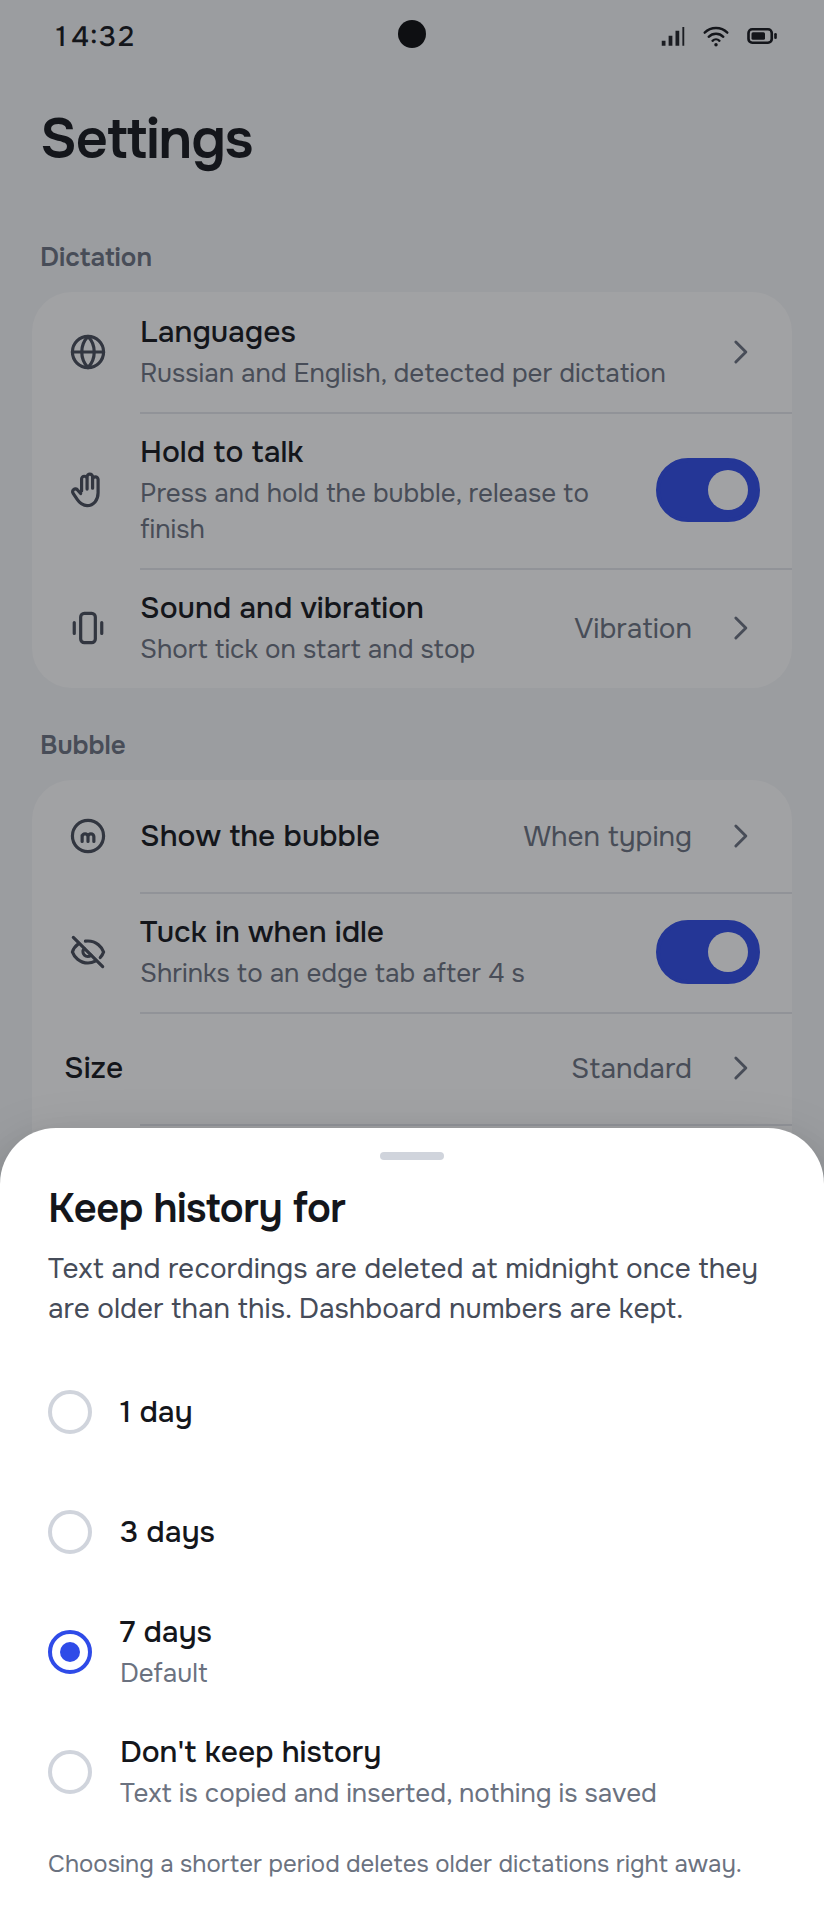 14:32
Settings
Dictation
Languages
Russian and English, detected per dictation
Hold to talk
Press and hold the bubble, release to
finish
Sound and vibration
Short tick on start and stop
Vibration
Bubble
Show the bubble
When typing
Tuck in when idle
Shrinks to an edge tab after 4 s
Size
Standard
Keep history for
Text and recordings are deleted at midnight once they
are older than this. Dashboard numbers are kept.
1 day
3 days
7 days
Default
Don't keep history
Text is copied and inserted, nothing is saved
Choosing a shorter period deletes older dictations right away.